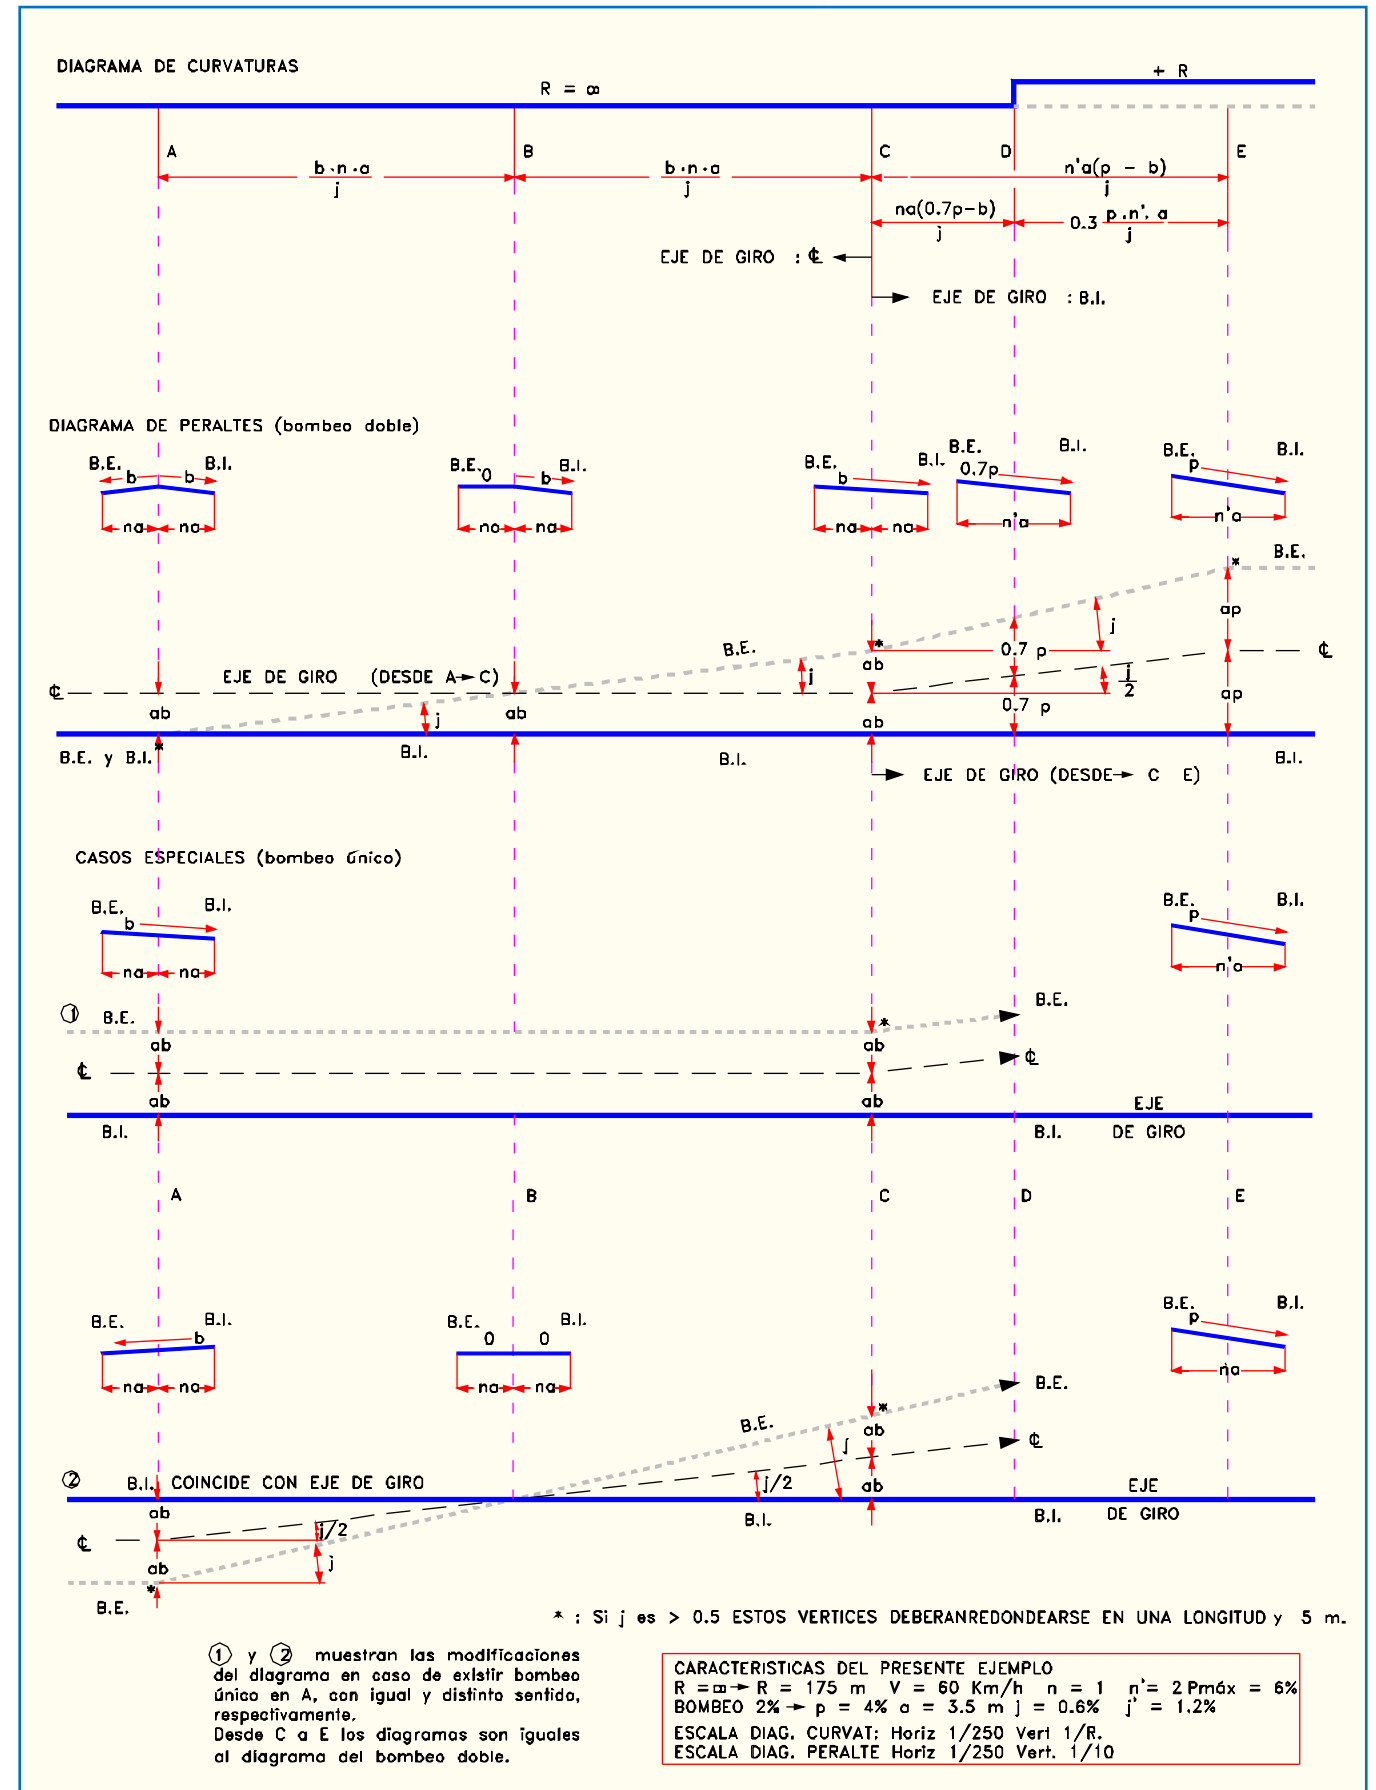 DIAGRAMA DE CURVATURAS
R = ∞
+ R
A
B
C
D
E
b·n·a
j
b·n·a
j
n'a(p - b)
j
na(0.7p-b)
j
0.3 p.n'.a
j
EJE DE GIRO : ℄
EJE DE GIRO : B.I.
DIAGRAMA DE PERALTES (bombeo doble)
B.E. b b B.I.
na na
B.E. 0 b B.I.
na na
B.E. b B.I.
na na
B.E. 0.7p B.I.
n'a
B.E. p B.I.
n'a
* B.E.
ap
j
B.E.
*
0.7 p
℄
ab
EJE DE GIRO (DESDE A→C)
j
j
2
℄
ap
ab
j
ab
0.7 p
ab
B.E. y B.I.
*
B.I.
B.I.
B.I.
EJE DE GIRO (DESDE→ C E)
CASOS ESPECIALES (bombeo único)
B.E. b B.I.
na na
B.E. p B.I.
n'a
1 B.E.
*
B.E.
ab
ab
℄
℄
ab
ab
EJE
B.I.
B.I. DE GIRO
A
B
C
D
E
B.E. b B.I.
na na
B.E. 0 0 B.I.
na na
B.E. p B.I.
na
B.E.
*
B.E.
ab
j
℄
2 B.I. COINCIDE CON EJE DE GIRO
j/2
ab
EJE
ab
B.I.
B.I. DE GIRO
℄
j/2
ab
j
*
B.E.
* : Si j es > 0.5 ESTOS VERTICES DEBERANREDONDEARSE EN UNA LONGITUD y 5 m.
1 y 2 muestran las modificaciones
del diagrama en caso de existir bombeo
único en A, con igual y distinto sentido,
respectivamente.
Desde C a E los diagramas son iguales
al diagrama del bombeo doble.
CARACTERISTICAS DEL PRESENTE EJEMPLO
R = ∞ → R = 175 m V = 60 Km/h n = 1 n'= 2 Pmáx = 6%
BOMBEO 2% → p = 4% a = 3.5 m j = 0.6% j' = 1.2%
ESCALA DIAG. CURVAT: Horiz 1/250 Vert 1/R.
ESCALA DIAG. PERALTE Horiz 1/250 Vert. 1/10